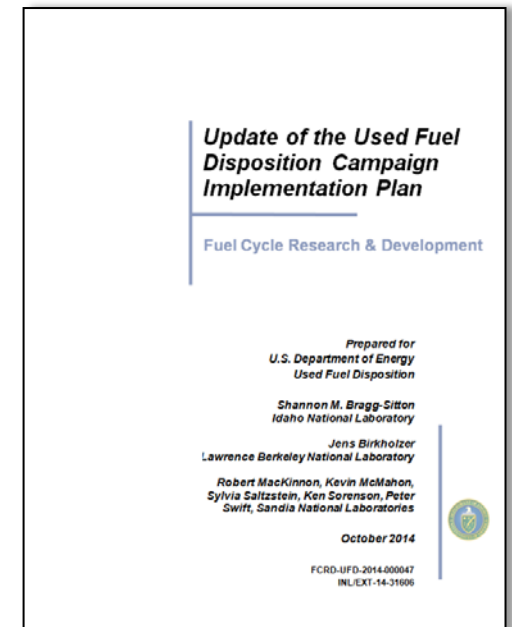 Update of the Used Fuel
Disposition Campaign
Implementation Plan
Fuel Cycle Research & Development
Prepared for
U.S. Department of Energy
Used Fuel Disposition
Shannon M. Bragg-Sitton
Idaho National Laboratory
Jens Birkholzer
Lawrence Berkeley National Laboratory
Robert MacKinnon, Kevin McMahon,
Sylvia Saltzstein, Ken Sorenson, Peter
Swift, Sandia National Laboratories
October 2014
FCRD-UFD-2014-000047
INL/EXT-14-31606